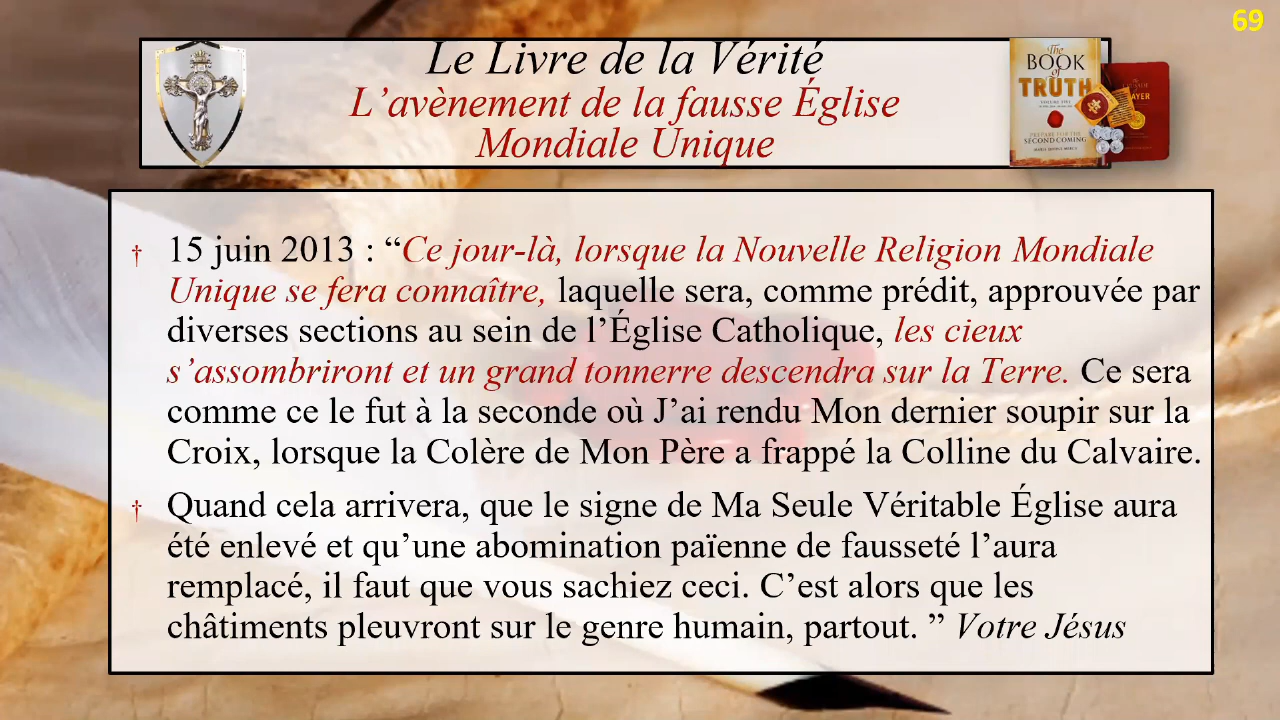 69
Le Livre de la Vérité
L’avènement de la fausse Église
Mondiale Unique
The
BOOK
of
TRUTH
PREPARE FOR THE
SECOND COMING
† 15 juin 2013 : “Ce jour-là, lorsque la Nouvelle Religion Mondiale
Unique se fera connaître, laquelle sera, comme prédit, approuvée par
diverses sections au sein de l’Église Catholique, les cieux
s’assombriront et un grand tonnerre descendra sur la Terre. Ce sera
comme ce le fut à la seconde où J’ai rendu Mon dernier soupir sur la
Croix, lorsque la Colère de Mon Père a frappé la Colline du Calvaire.
† Quand cela arrivera, que le signe de Ma Seule Véritable Église aura
été enlevé et qu’une abomination païenne de fausseté l’aura
remplacé, il faut que vous sachiez ceci. C’est alors que les
châtiments pleuvront sur le genre humain, partout. ” Votre Jésus